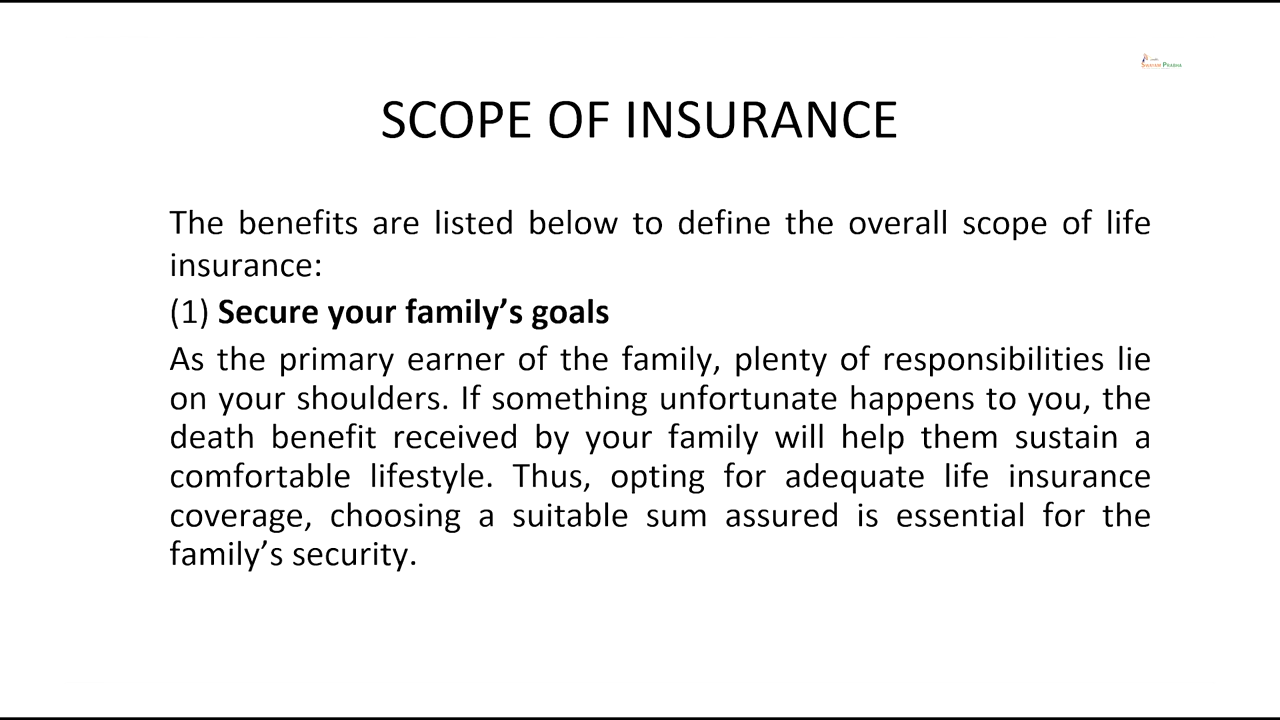 Swayam Prabha
SCOPE OF INSURANCE
The benefits are listed below to define the overall scope of life
insurance:
(1) Secure your family’s goals
As the primary earner of the family, plenty of responsibilities lie
on your shoulders. If something unfortunate happens to you, the
death benefit received by your family will help them sustain a
comfortable lifestyle. Thus, opting for adequate life insurance
coverage, choosing a suitable sum assured is essential for the
family’s security.